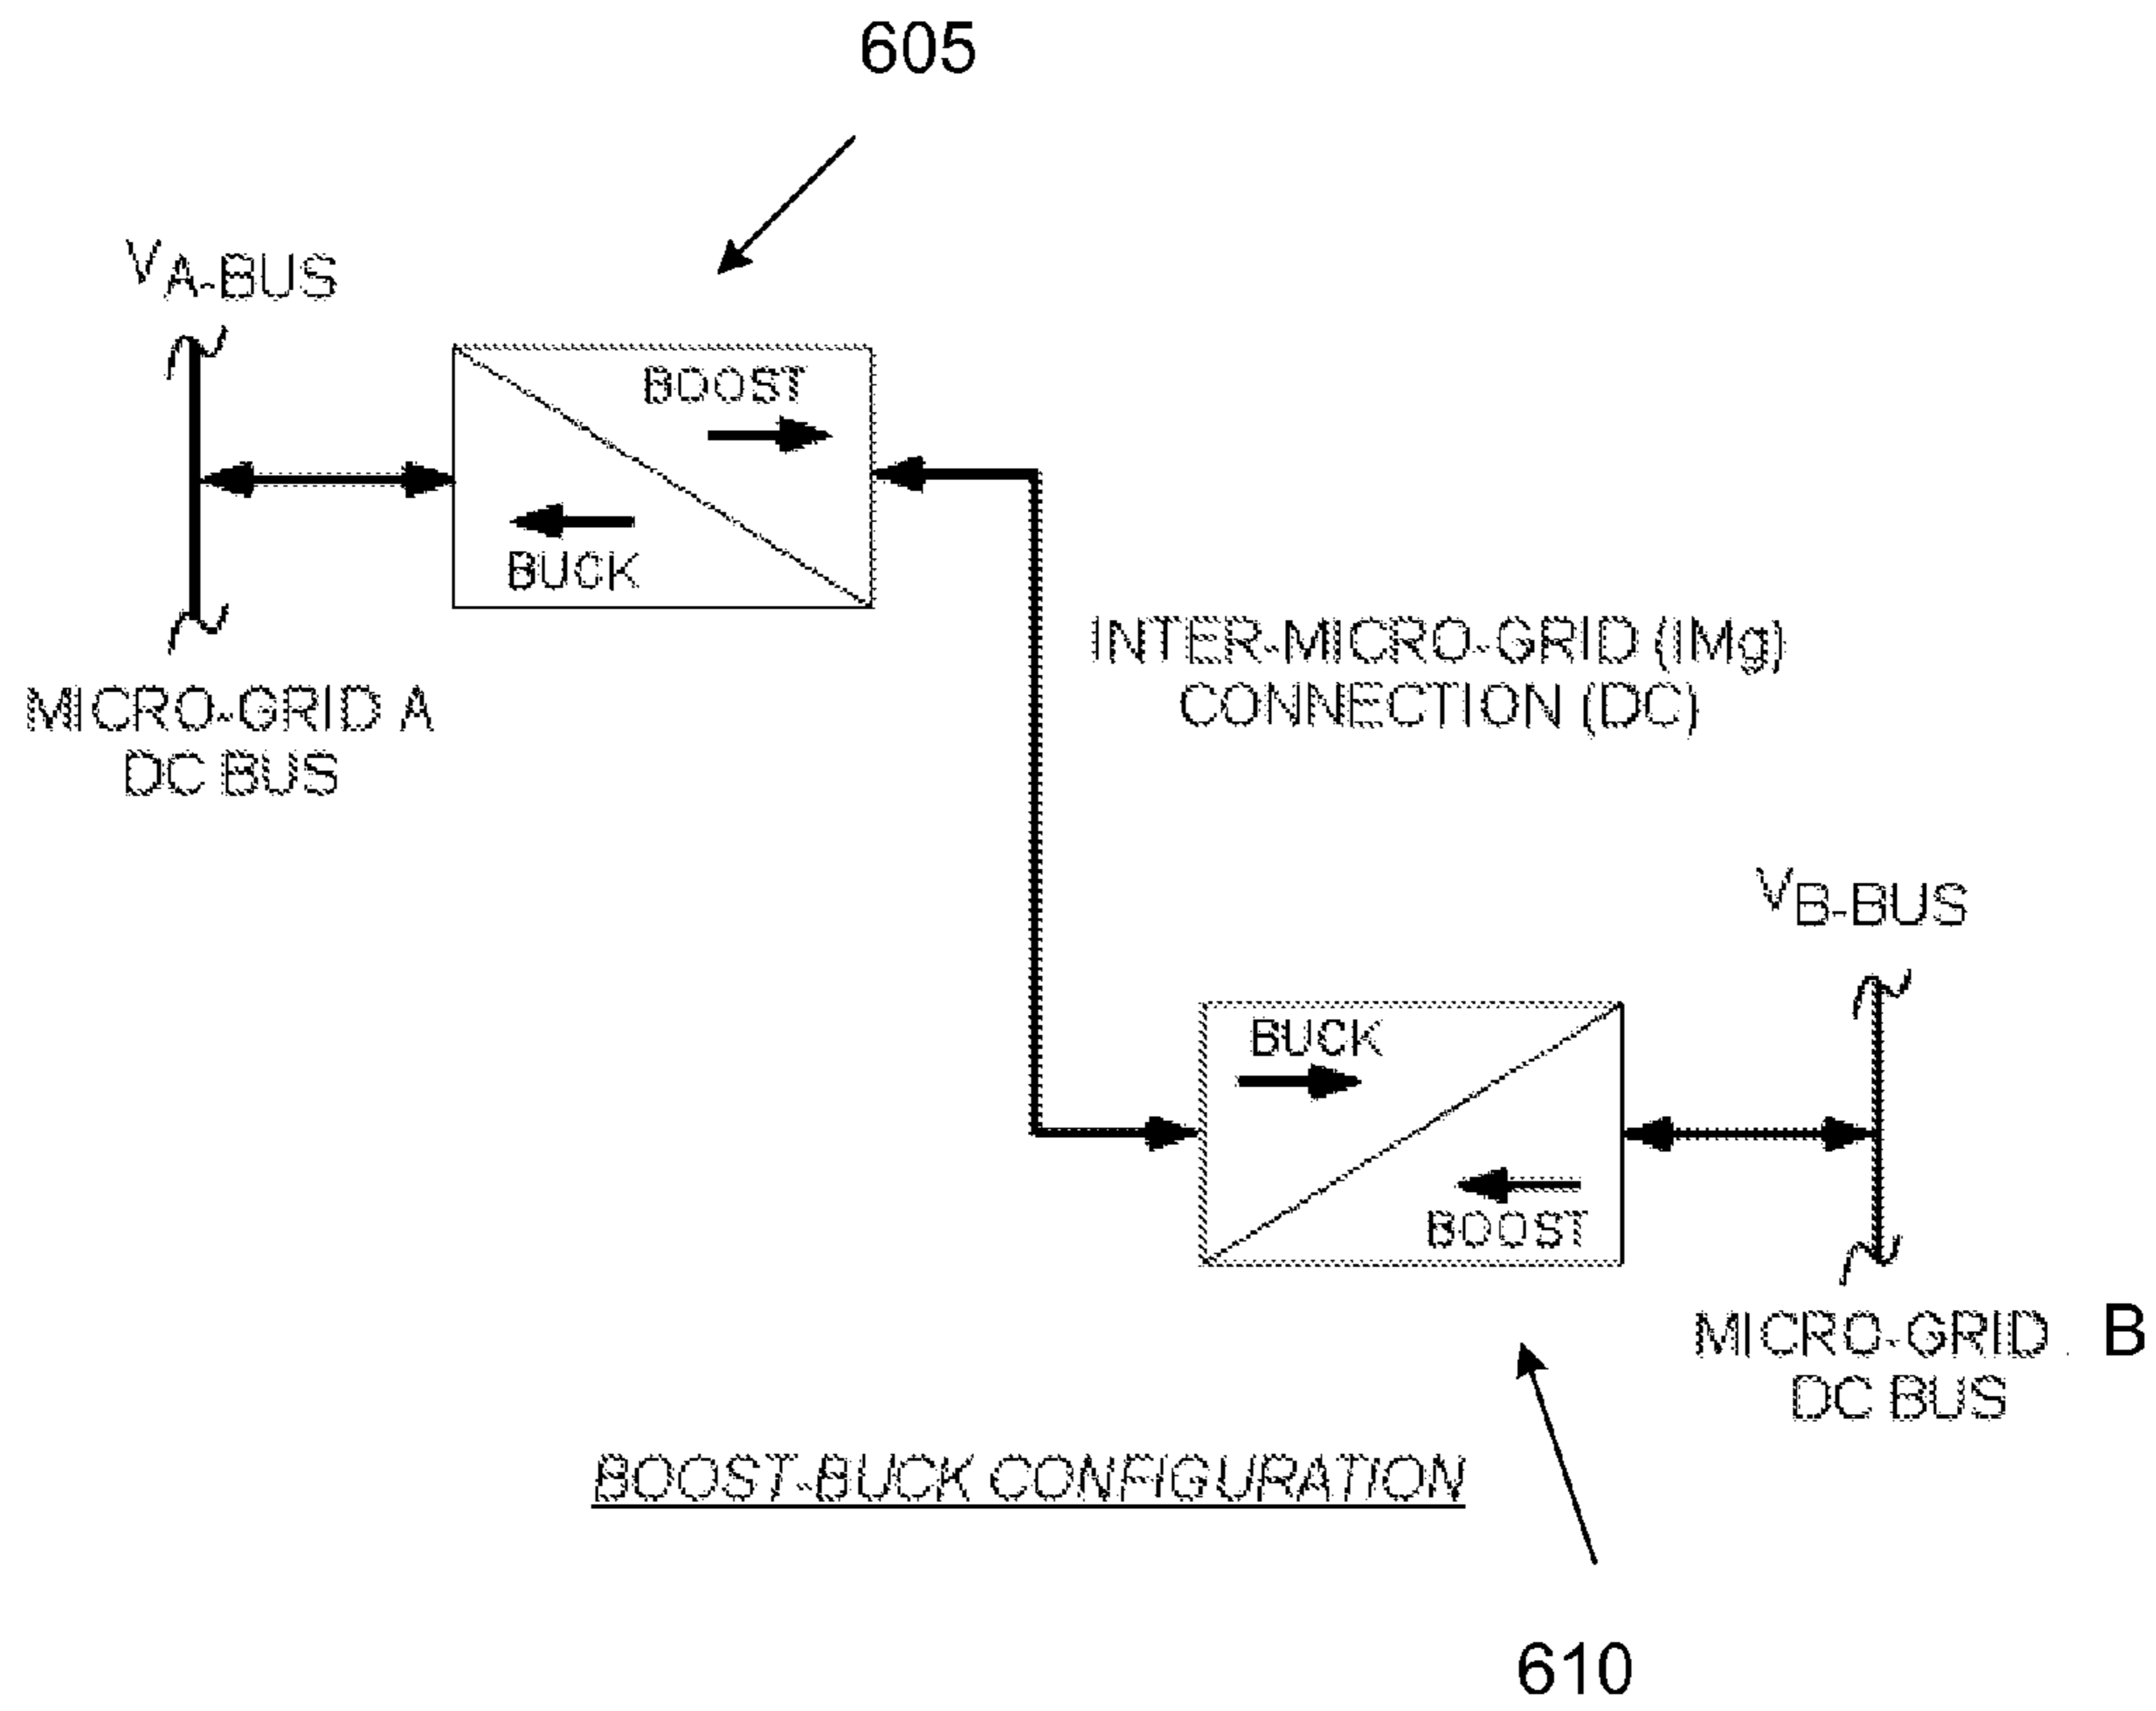 605
VA-BUS
BOOST
BUCK
MICRO-GRID A
DC BUS
INTER-MICRO-GRID (IMg)
CONNECTION (DC)
VB-BUS
BUCK
BOOST
MICRO-GRID B
DC BUS
BOOST-BUCK CONFIGURATION
610